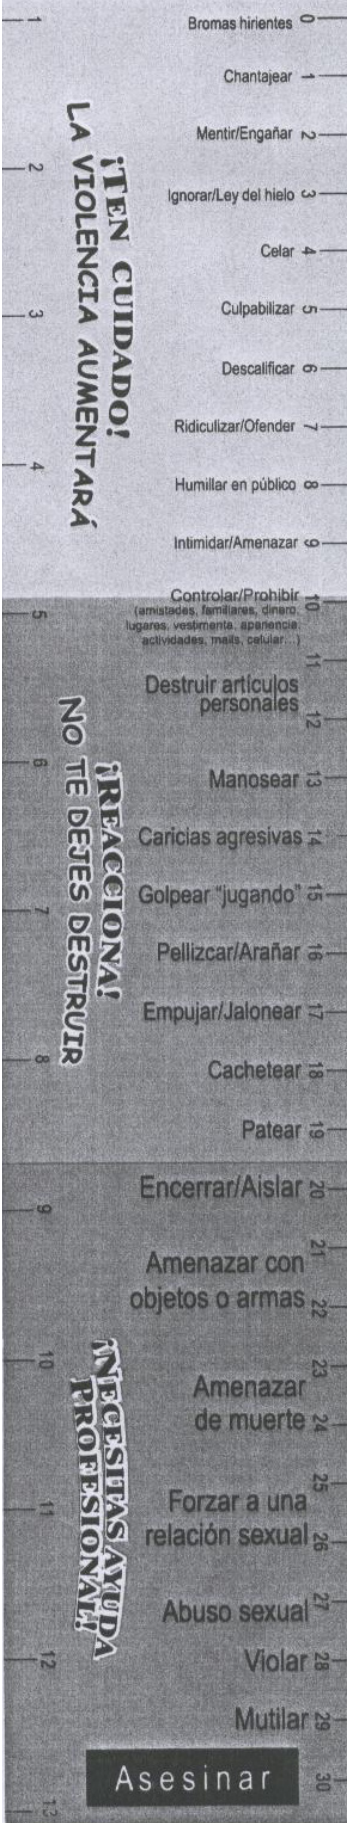 Bromas hirientes 0
Chantajear 1
Mentir/Engañar 2
Ignorar/Ley del hielo 3
Celar 4
Culpabilizar 5
Descalificar 6
Ridiculizar/Ofender 7
Humillar en público 8
Intimidar/Amenazar 9
Controlar/Prohibir 10
(amistades, familiares, dinero,
lugares, vestimenta, apariencia,
actividades, mails, celular...)
11
Destruir artículos
personales
12
Manosear 13
Caricias agresivas 14
Golpear "jugando" 15
Pellizcar/Arañar 16
Empujar/Jalonear 17
Cachetear 18
Patear 19
Encerrar/Aislar 20
21
Amenazar con
objetos o armas 22
23
Amenazar
de muerte 24
25
Forzar a una
relación sexual 26
Abuso sexual 27
Violar 28
Mutilar 29
Asesinar 30
¡TEN CUIDADO!
LA VIOLENCIA AUMENTARÁ
¡REACCIONA!
NO TE DEJES DESTRUIR
¡NECESITAS AYUDA
PROFESIONAL!
1
2
3
4
5
6
7
8
9
10
11
12
13